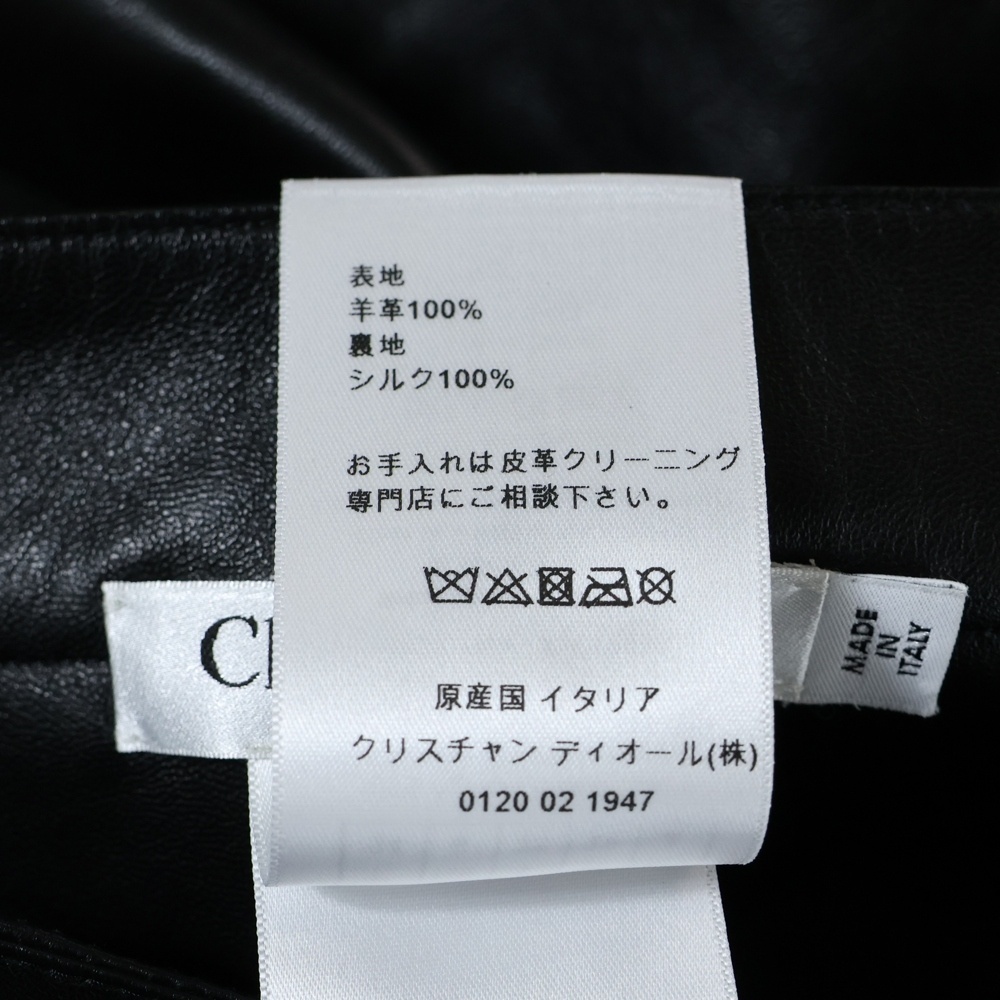 表地
羊革100%
裏地
シルク100%
お手入れは皮革クリーニング
専門店にご相談下さい。
原産国 イタリア
クリスチャン ディオール(株)
0120 02 1947
MADE
IN
ITALY